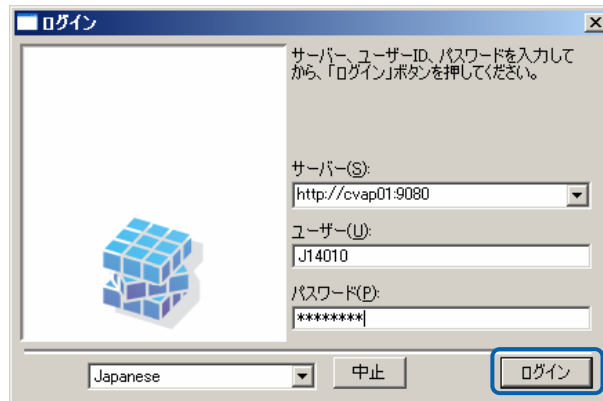 ログイン
サーバー、ユーザーID、パスワードを入力して
から、「ログイン」ボタンを押してください。
サーバー(S):
http://cvap01:9080
ユーザー(U):
J14010
パスワード(P):
********
Japanese
中止
ログイン